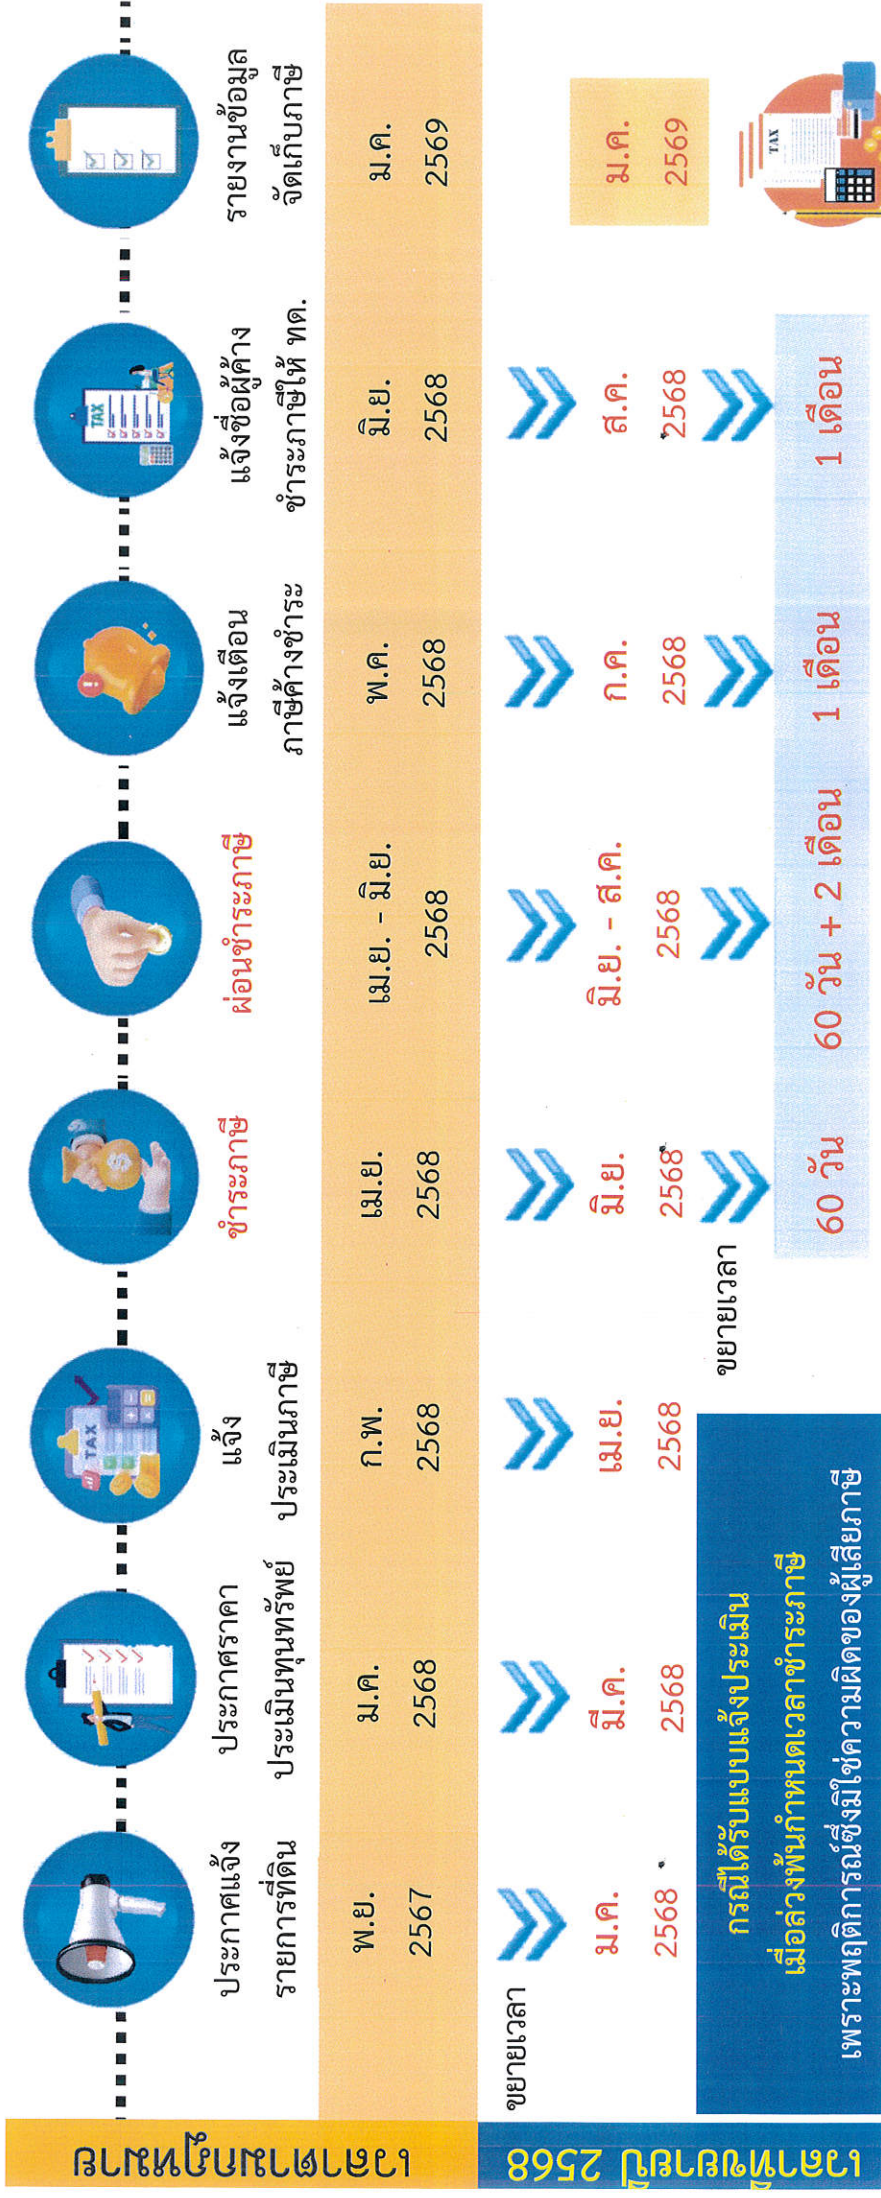 เวลาตามกฎหมาย
ประกาศแจ้ง
รายการที่ดิน
พ.ย.
2567
ประกาศราคา
ประเมินทุนทรัพย์
ม.ค.
2568
แจ้ง
ประเมินภาษี
ก.พ.
2568
ชำระภาษี
เม.ย.
2568
ผ่อนชำระภาษี
เม.ย. - มิ.ย.
2568
แจ้งเตือน
ภาษีค้างชำระ
พ.ค.
2568
แจ้งชื่อผู้ค้าง
ชำระภาษีให้ ทด.
มิ.ย.
2568
รายงานข้อมูล
จัดเก็บภาษี
ม.ค.
2569
TAX
TAX
เวลาที่ขยายปี 2568
ขยายเวลา
ม.ค.
2568
มี.ค.
2568
เม.ย.
2568
มิ.ย.
2568
มิ.ย. - ส.ค.
2568
ก.ค.
2568
ส.ค.
2568
ม.ค.
2569
กรณีได้รับแบบแจ้งประเมิน
เมื่อล่วงพ้นกำหนดเวลาชำระภาษี
เพราะพฤติการณ์ซึ่งมิใช่ความผิดของผู้เสียภาษี
ขยายเวลา
60 วัน
60 วัน + 2 เดือน
1 เดือน
1 เดือน
TAX